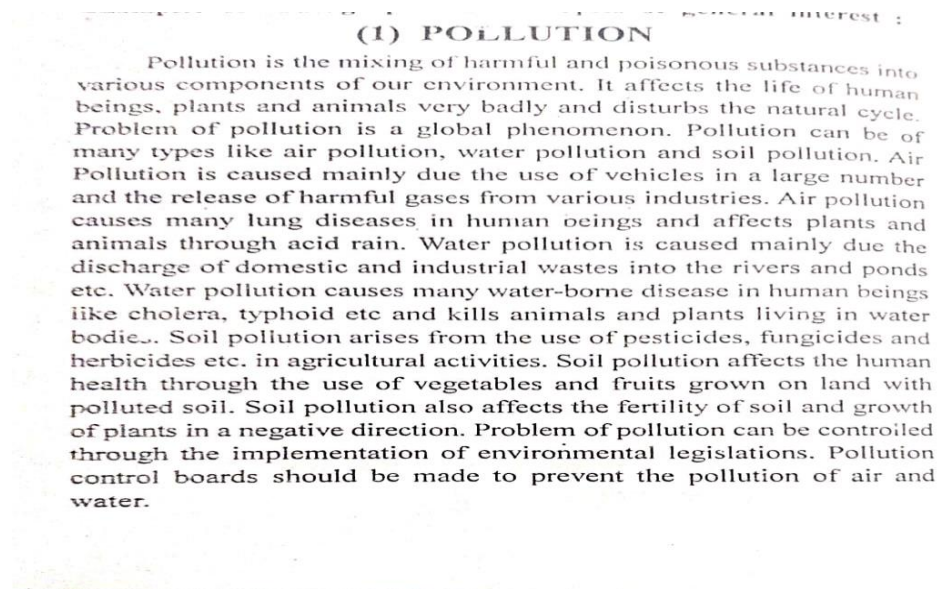 general interest :
(1) POLLUTION
Pollution is the mixing of harmful and poisonous substances into
various components of our environment. It affects the life of human
beings, plants and animals very badly and disturbs the natural cycle.
Problem of pollution is a global phenomenon. Pollution can be of
many types like air pollution, water pollution and soil pollution. Air
Pollution is caused mainly due the use of vehicles in a large number
and the release of harmful gases from various industries. Air pollution
causes many lung diseases in human beings and affects plants and
animals through acid rain. Water pollution is caused mainly due the
discharge of domestic and industrial wastes into the rivers and ponds
etc. Water pollution causes many water-borne disease in human beings
like cholera, typhoid etc and kills animals and plants living in water
bodies. Soil pollution arises from the use of pesticides, fungicides and
herbicides etc. in agricultural activities. Soil pollution affects the human
health through the use of vegetables and fruits grown on land with
polluted soil. Soil pollution also affects the fertility of soil and growth
of plants in a negative direction. Problem of pollution can be controlled
through the implementation of environmental legislations. Pollution
control boards should be made to prevent the pollution of air and
water.